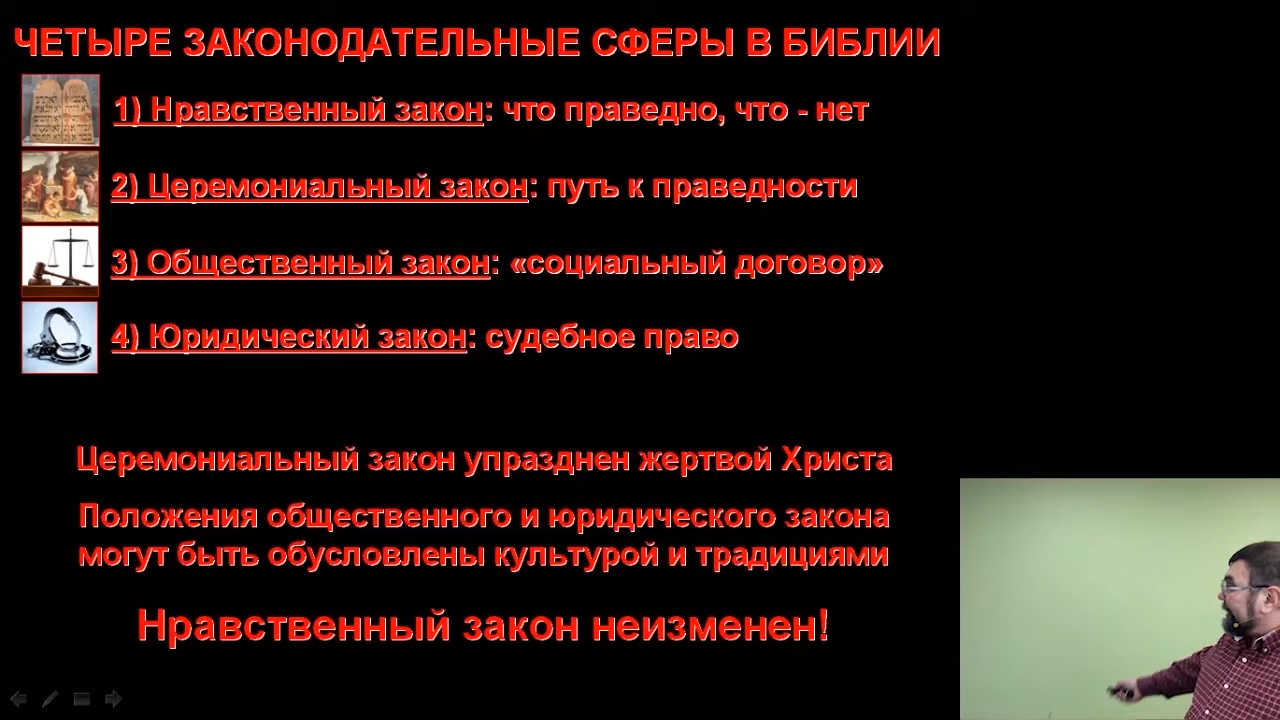 ЧЕТЫРЕ ЗАКОНОДАТЕЛЬНЫЕ СФЕРЫ В БИБЛИИ
1) Нравственный закон: что праведно, что - нет
2) Церемониальный закон: путь к праведности
3) Общественный закон: «социальный договор»
4) Юридический закон: судебное право
Церемониальный закон упразднен жертвой Христа
Положения общественного и юридического закона
могут быть обусловлены культурой и традициями
Нравственный закон неизменен!